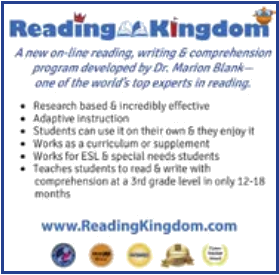 Reading Kingdom
A new on-line reading, writing & comprehension
program developed by Dr. Marion Blank—
one of the world's top experts in reading.
• Research based & incredibly effective
• Adaptive instruction
• Students can use it on their own & they enjoy it
• Works as a curriculum or supplement
• Works for ESL & special needs students
• Teaches students to read & write with
comprehension at a 3rd grade level in only 12-18
months
www.ReadingKingdom.com